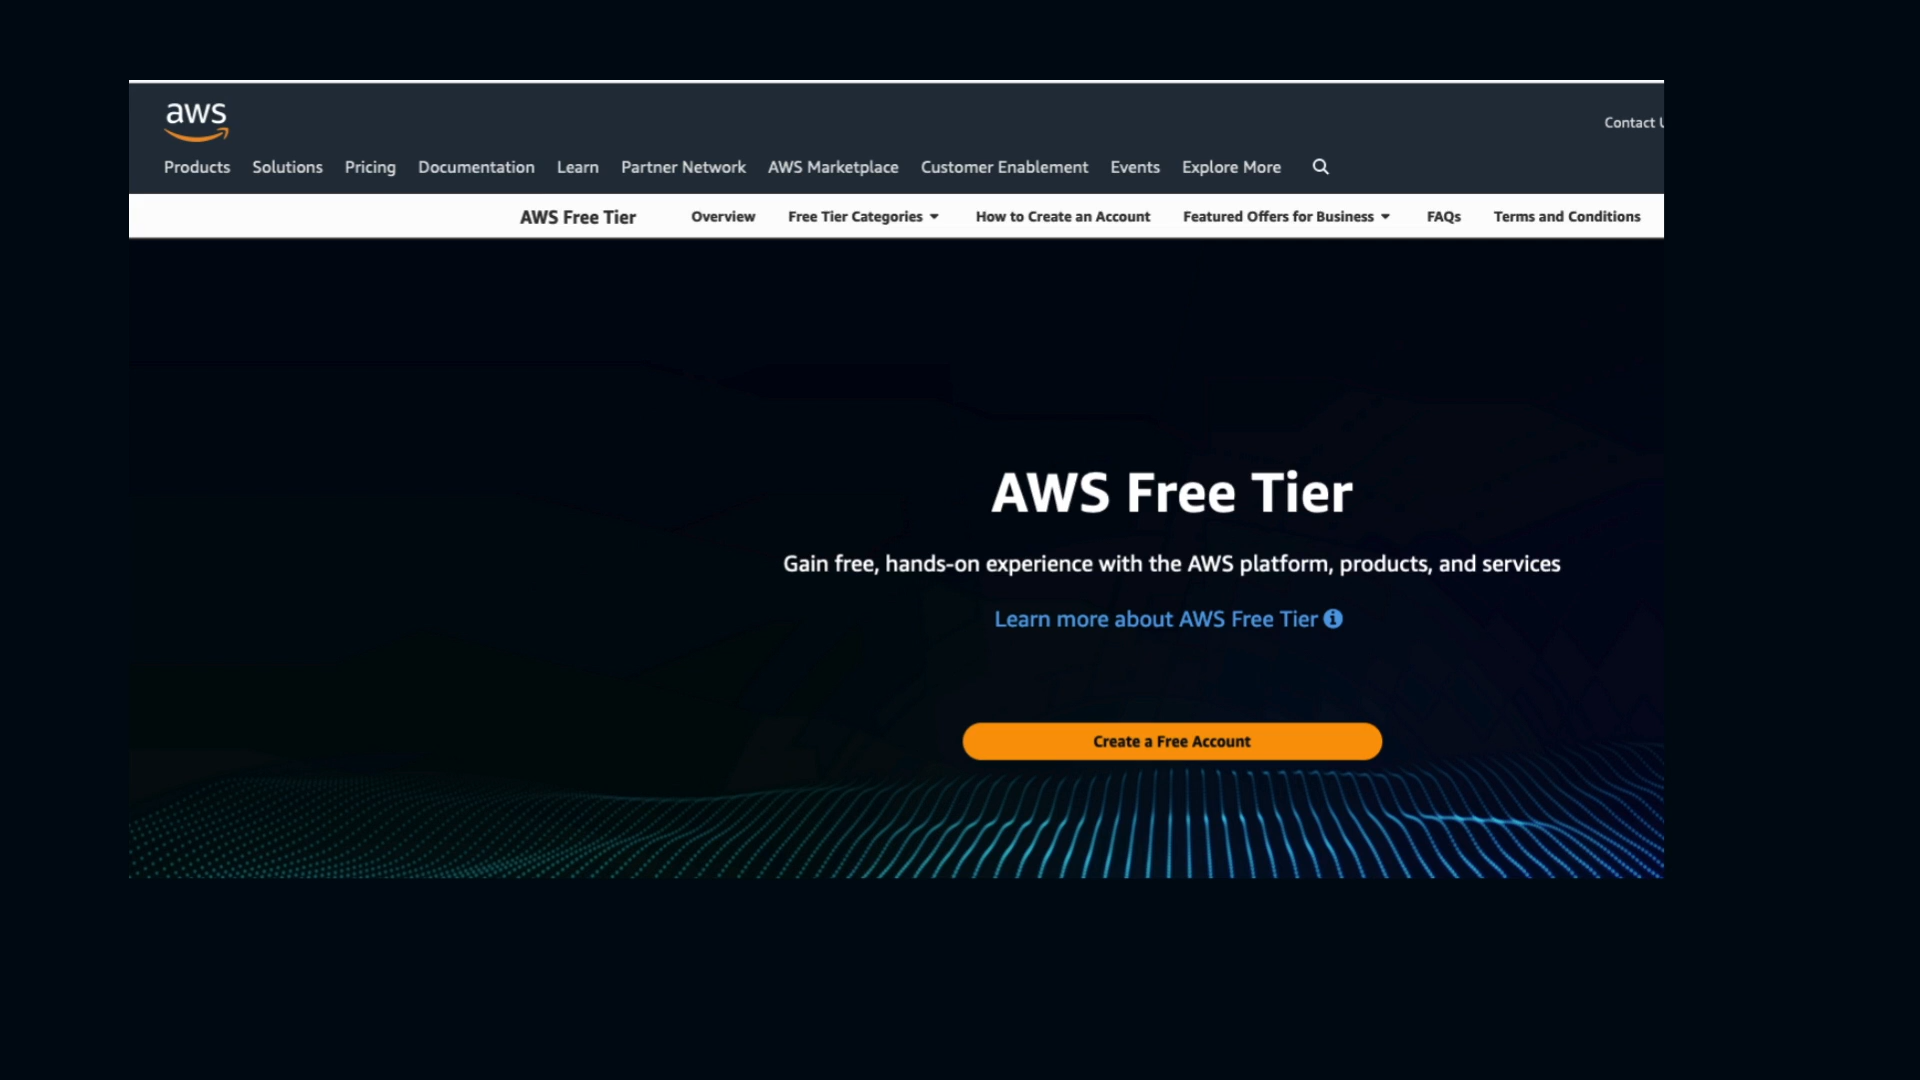 aws
Contact
Products Solutions Pricing Documentation Learn Partner Network AWS Marketplace Customer Enablement Events Explore More
AWS Free Tier Overview Free Tier Categories How to Create an Account Featured Offers for Business FAQs Terms and Conditions
AWS Free Tier
Gain free, hands-on experience with the AWS platform, products, and services
Learn more about AWS Free Tier
Create a Free Account